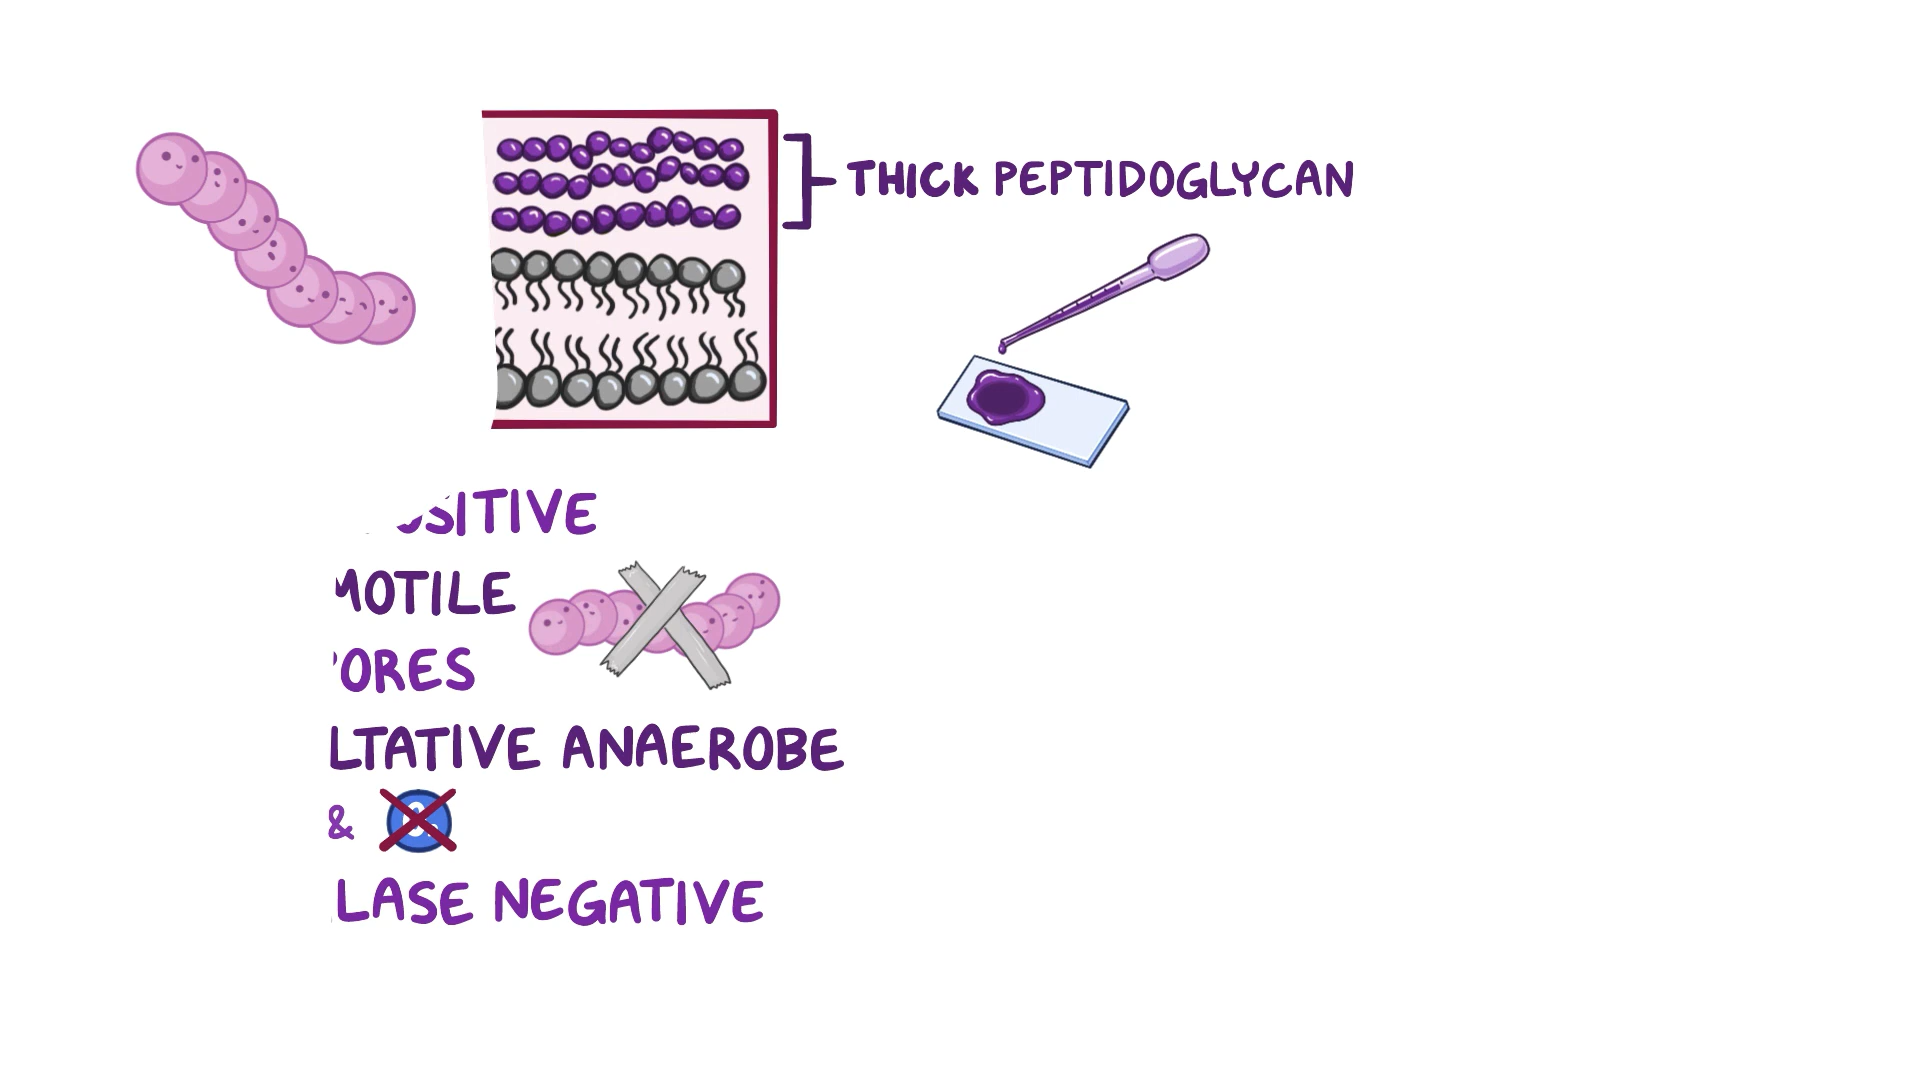 THICK PEPTIDOGLYCAN
SITIVE
MOTILE
ORES
LTATIVE ANAEROBE
&
LASE NEGATIVE